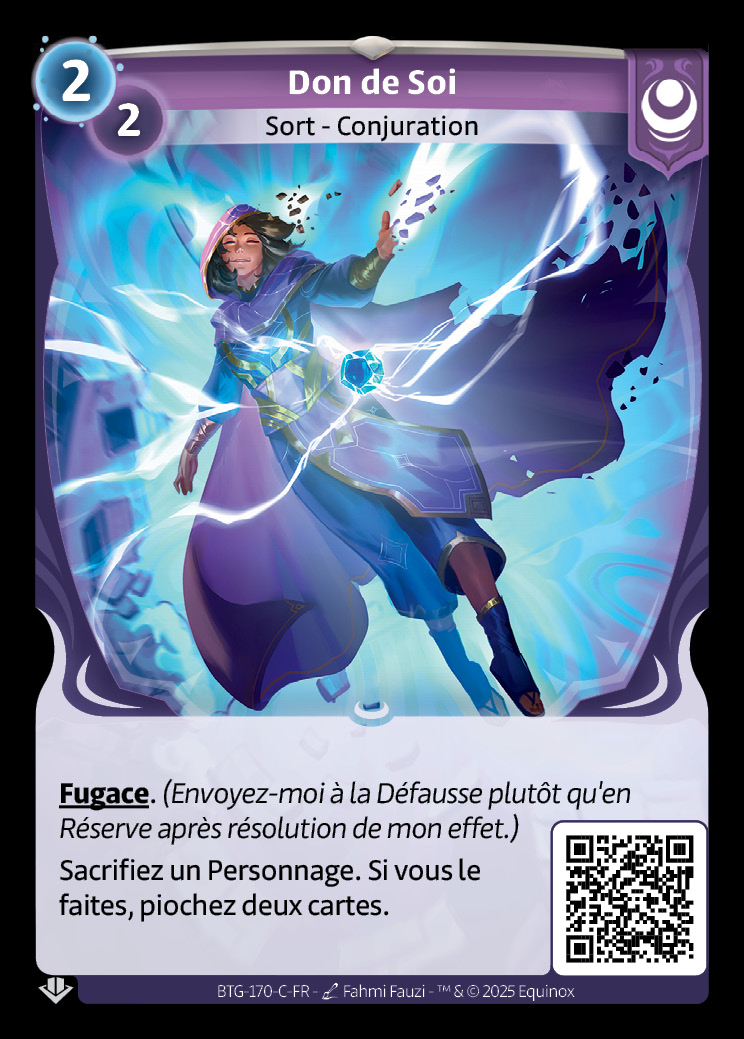 2
Don de Soi
2
Sort - Conjuration
Fugace. (Envoyez-moi à la Défausse plutôt qu'en
Réserve après résolution de mon effet.)
Sacrifiez un Personnage. Si vous le
faites, piochez deux cartes.
BTG-170-C-FR - Fahmi Fauzi - ™ & © 2025 Equinox